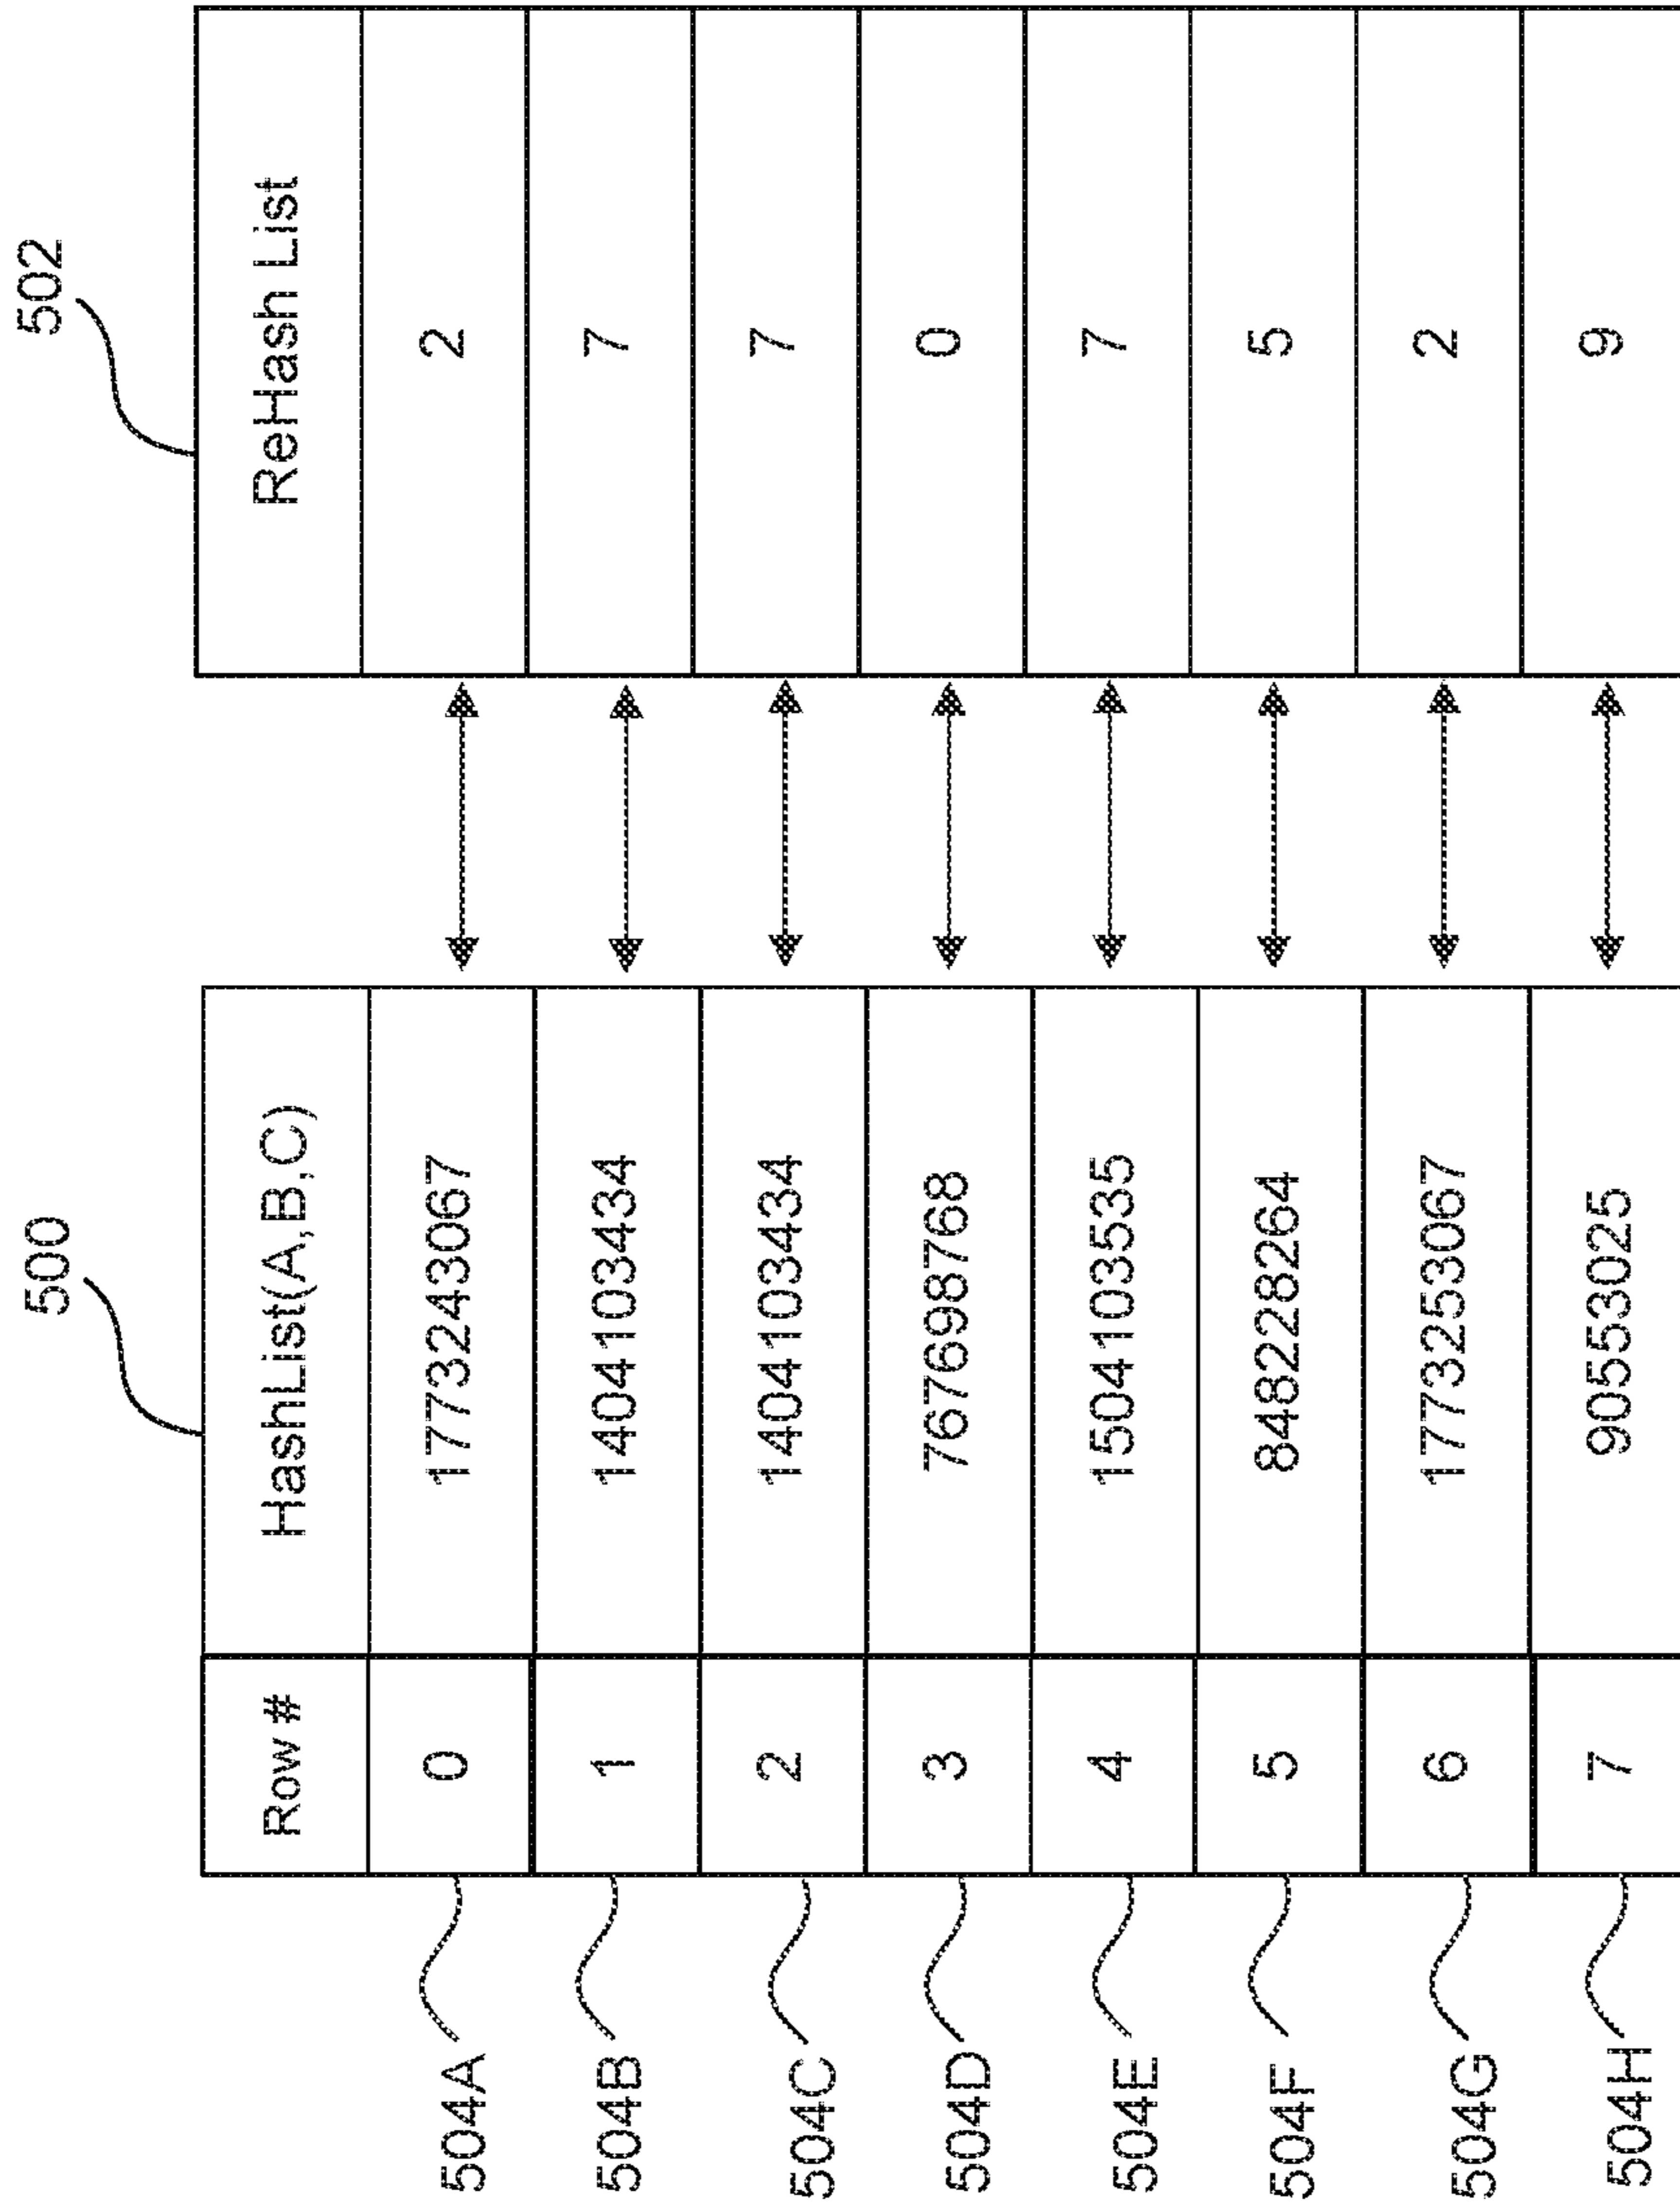 500
502
Row # HashList(A,B,C) ReHash List
504A 0 1773243067 2
504B 1 1404103434 7
504C 2 1404103434 7
504D 3 767698768 0
504E 4 1504103535 7
504F 5 848228264 5
504G 6 1773253067 2
504H 7 90553025 9